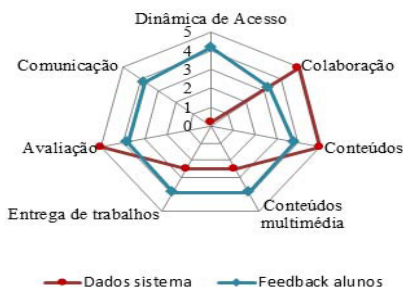 Dinâmica de Acesso
5
4
3
2
1
0
Comunicação
Colaboração
Avaliação
Conteúdos
Entrega de trabalhos
Conteúdos
multimédia
Dados sistema
Feedback alunos